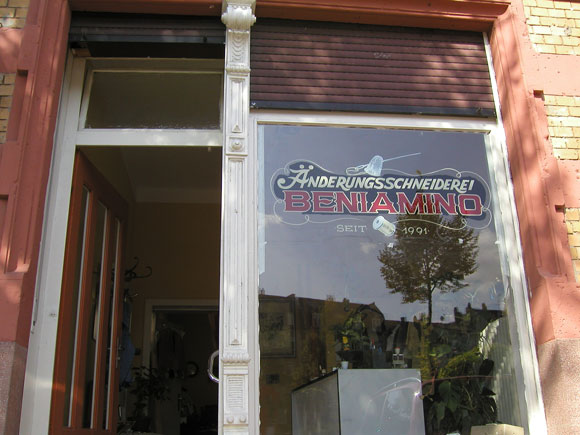 ÄNDERUNGSSCHNEIDEREI
BENIAMINO
SEIT 1991